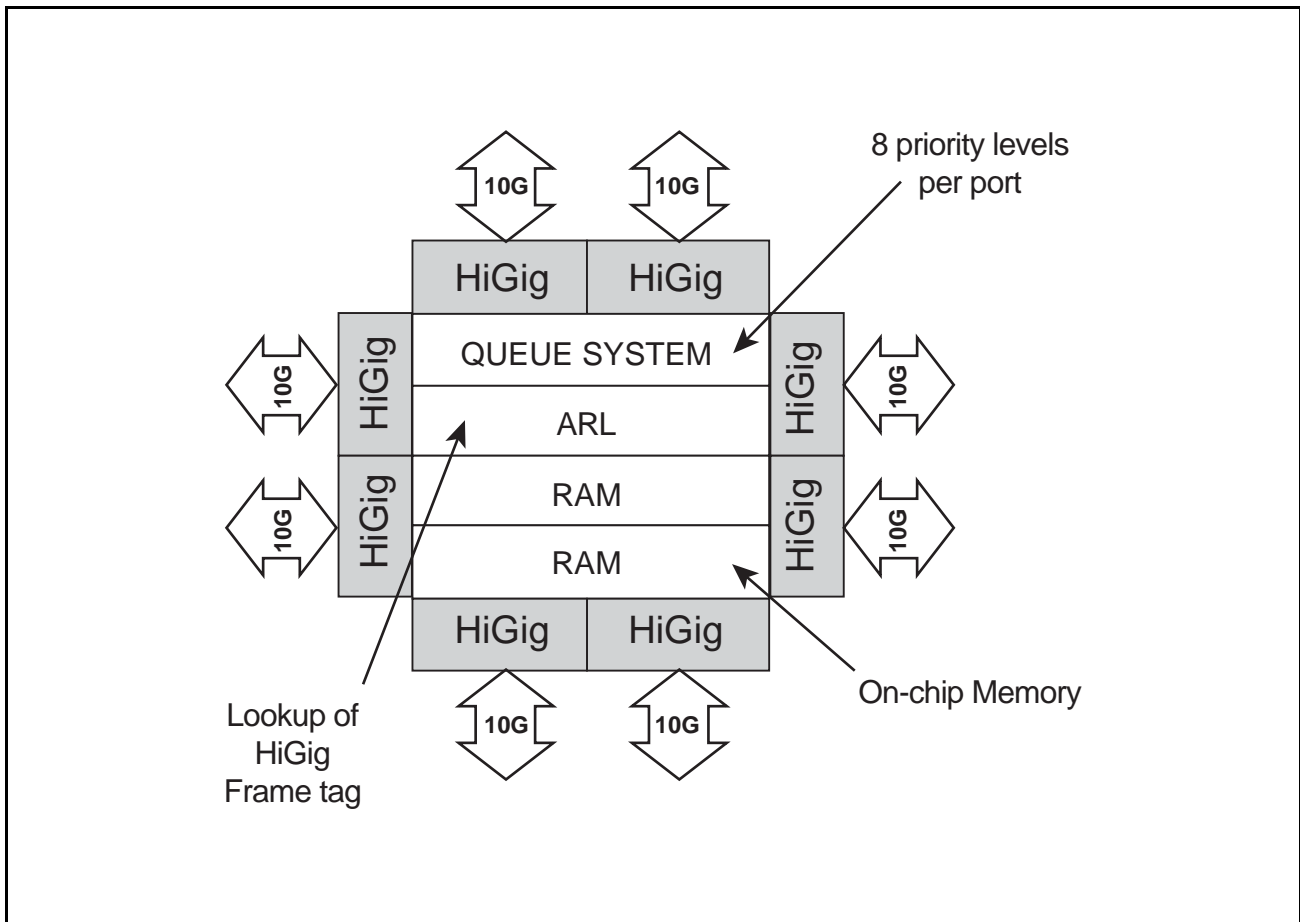 10G
10G
8 priority levels
per port
HiGig
HiGig
10G
HiGig
QUEUE SYSTEM
HiGig
10G
ARL
10G
HiGig
RAM
HiGig
10G
RAM
HiGig
HiGig
On-chip Memory
Lookup of
HiGig
Frame tag
10G
10G